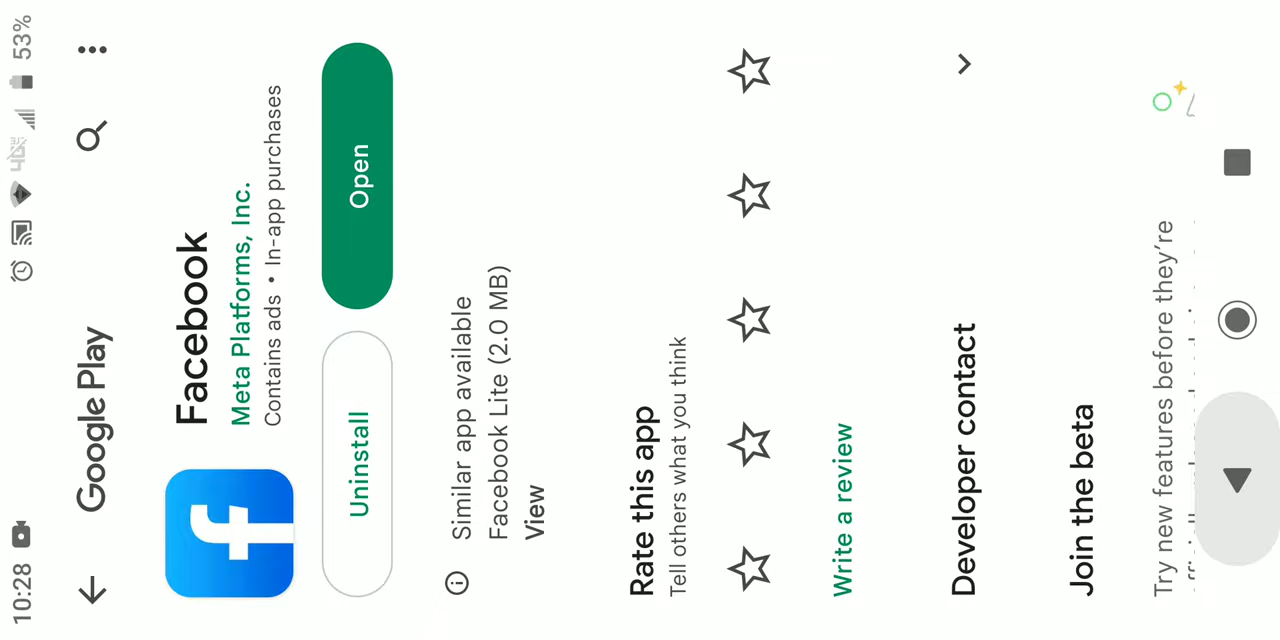 10:28
53%
Google Play
Facebook
Meta Platforms, Inc.
Contains ads • In-app purchases
Uninstall
Open
Similar app available
Facebook Lite (2.0 MB)
View
Rate this app
Tell others what you think
Write a review
Developer contact
Join the beta
Try new features before they're